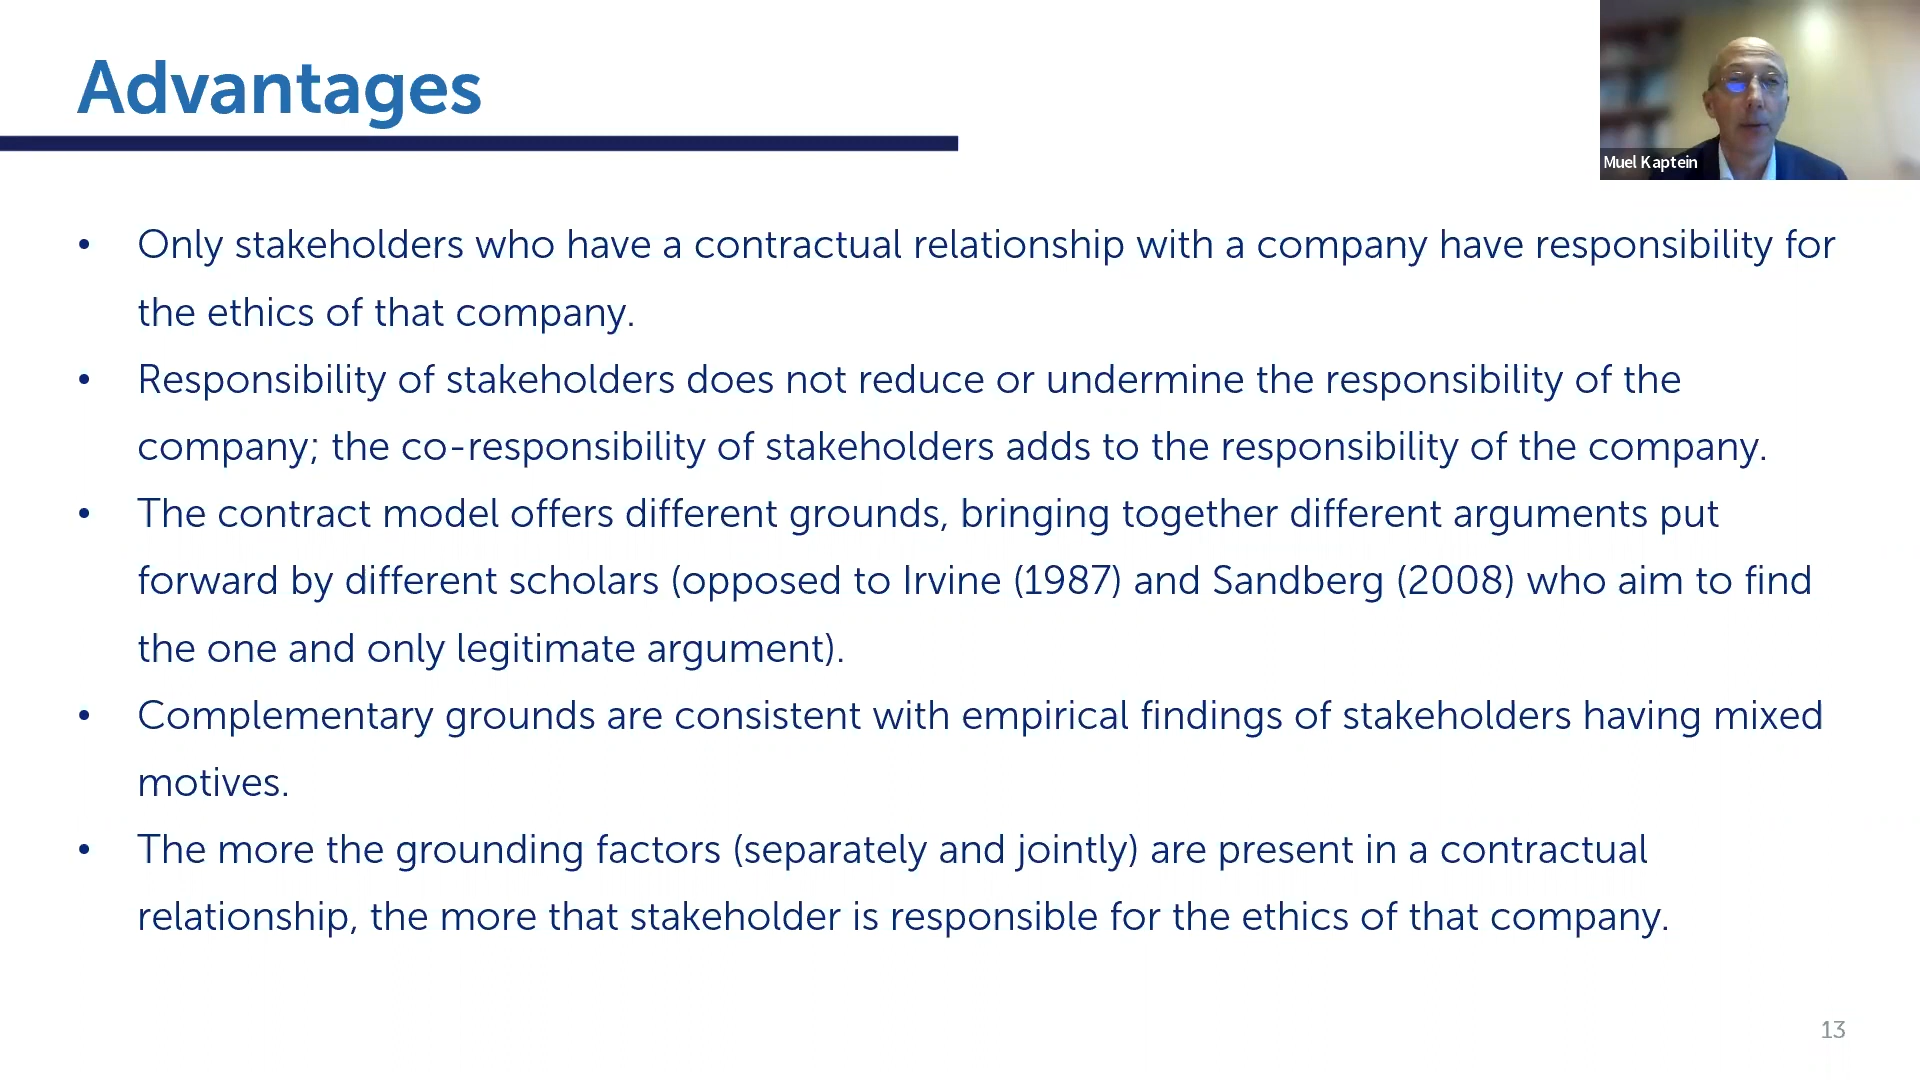 Advantages
Muel Kaptein
• Only stakeholders who have a contractual relationship with a company have responsibility for
the ethics of that company.
• Responsibility of stakeholders does not reduce or undermine the responsibility of the
company; the co-responsibility of stakeholders adds to the responsibility of the company.
• The contract model offers different grounds, bringing together different arguments put
forward by different scholars (opposed to Irvine (1987) and Sandberg (2008) who aim to find
the one and only legitimate argument).
• Complementary grounds are consistent with empirical findings of stakeholders having mixed
motives.
• The more the grounding factors (separately and jointly) are present in a contractual
relationship, the more that stakeholder is responsible for the ethics of that company.
13